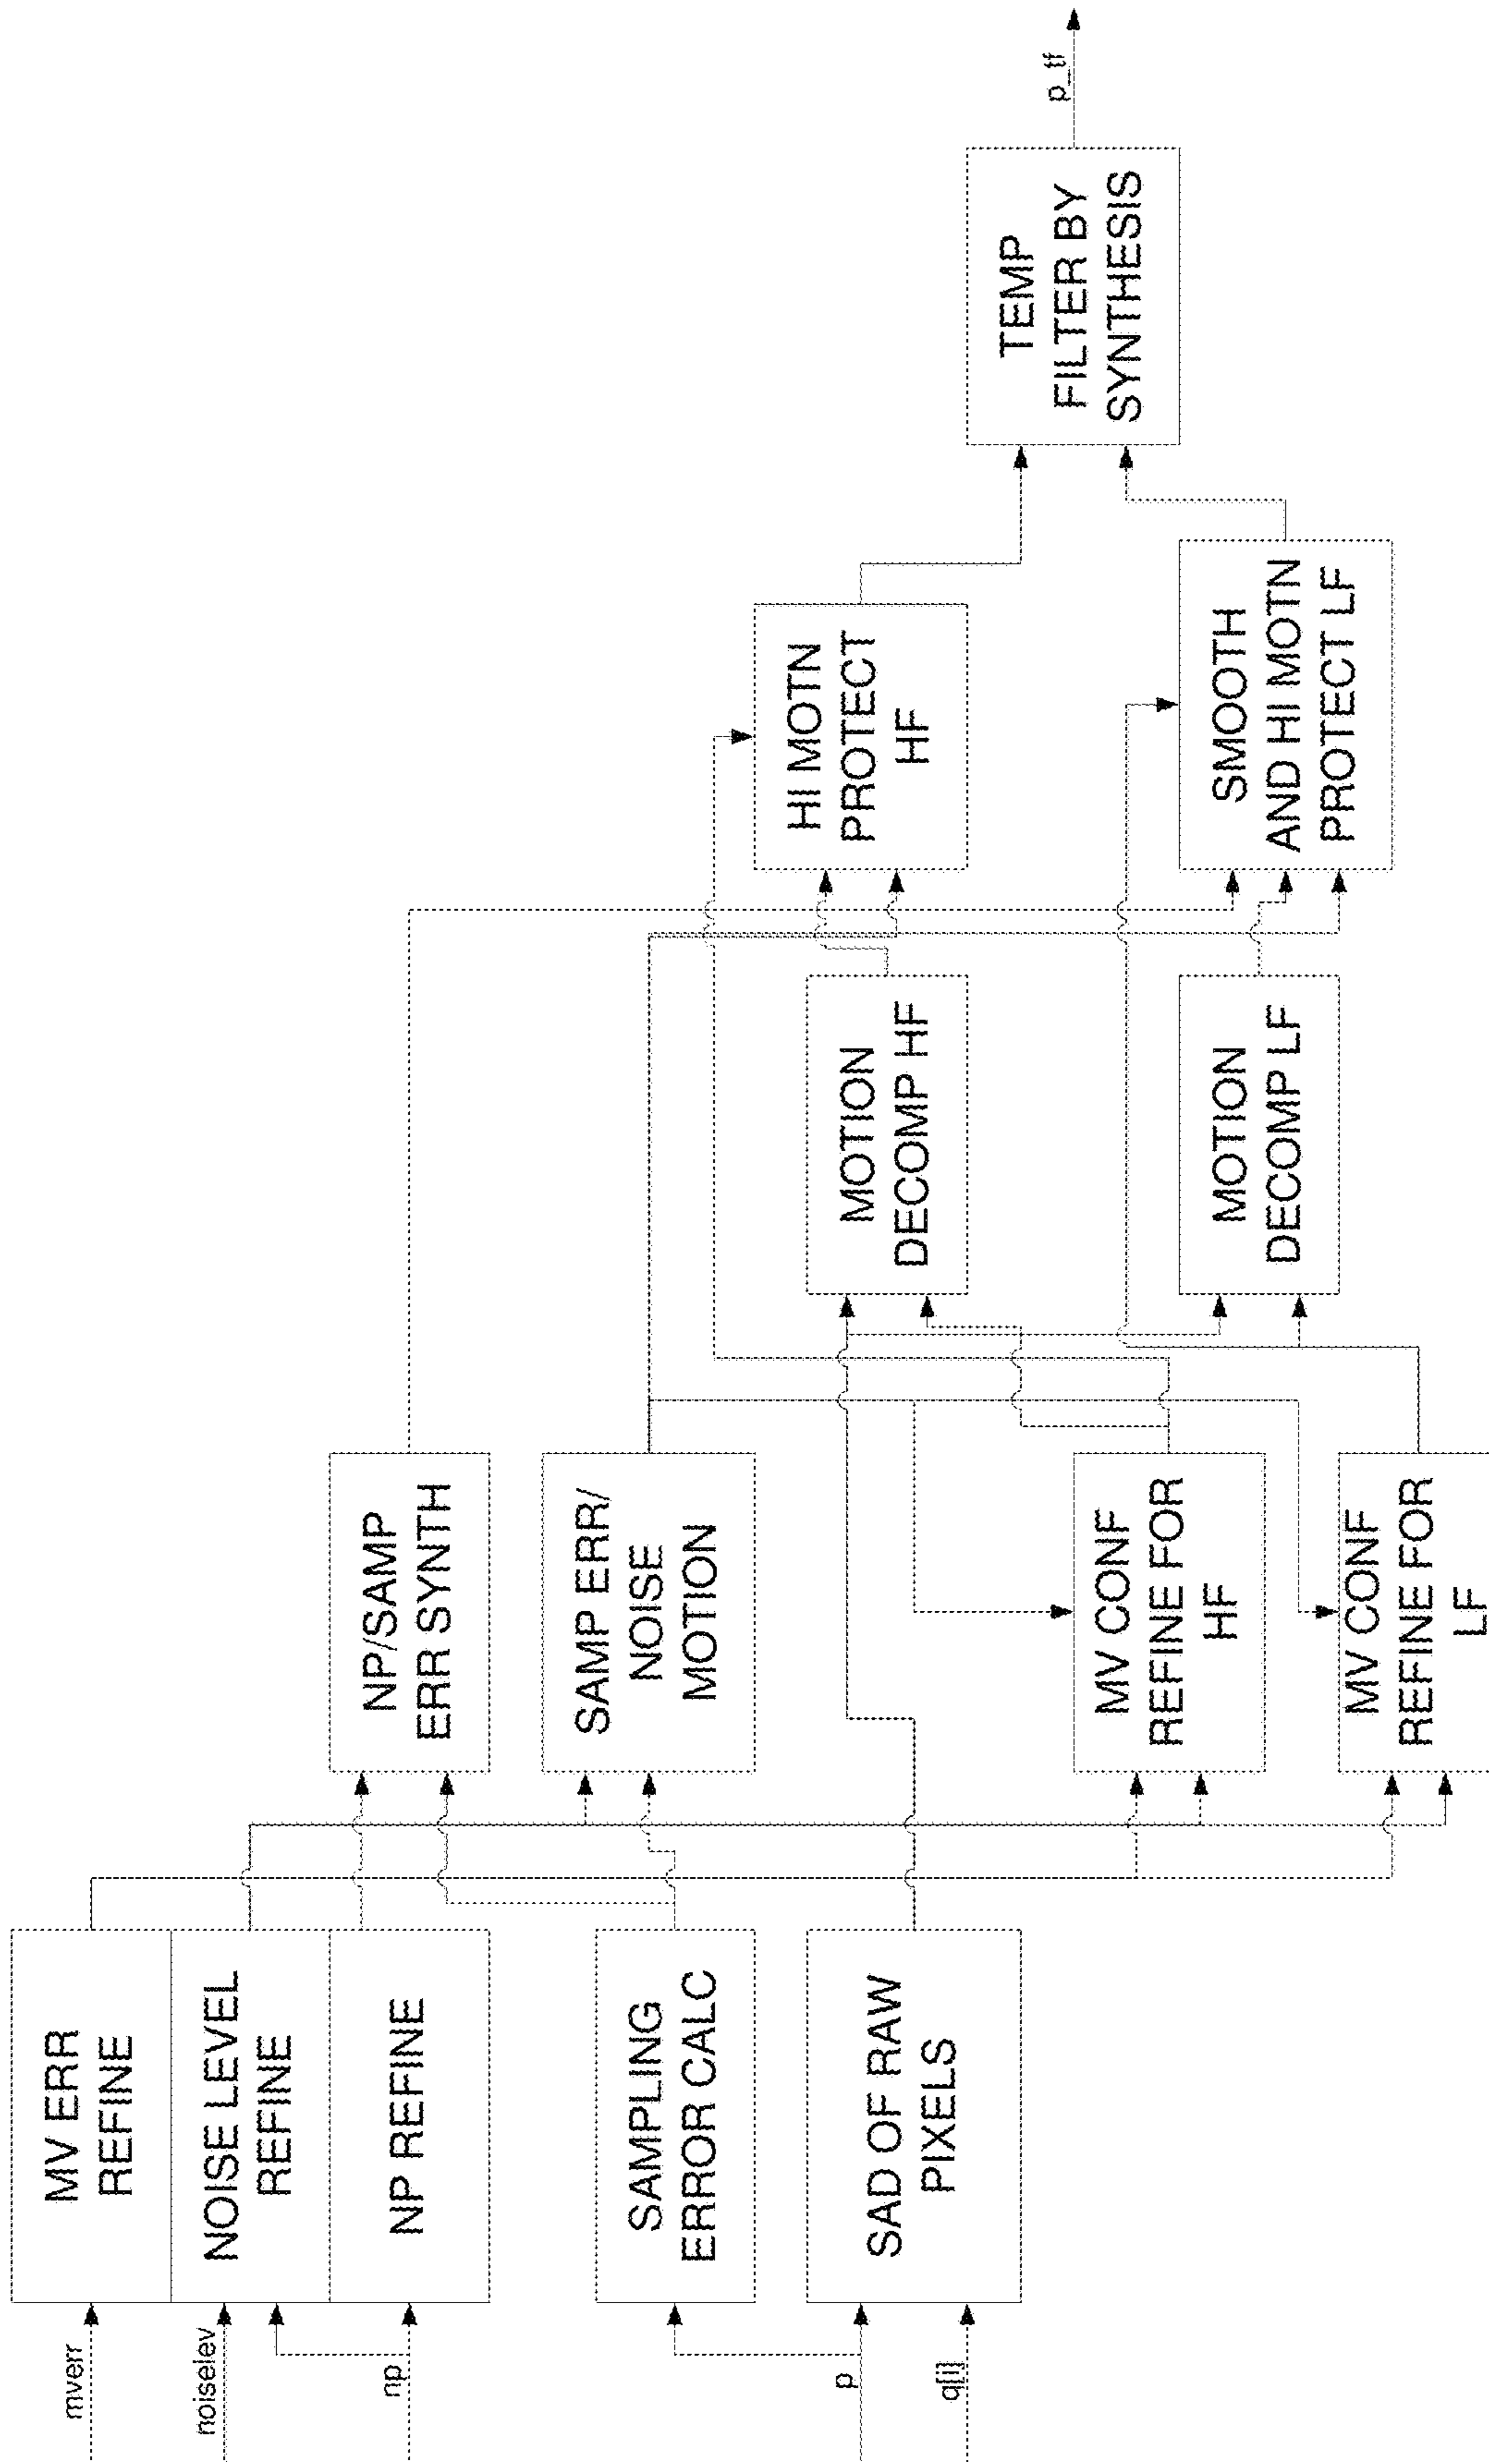 mverr
noiselev
np
p
q[i]
MV ERR
REFINE
NOISE LEVEL
REFINE
NP REFINE
SAMPLING
ERROR CALC
SAD OF RAW
PIXELS
NP/SAMP
ERR SYNTH
SAMP ERR/
NOISE
MOTION
MV CONF
REFINE FOR
HF
MV CONF
REFINE FOR
LF
MOTION
DECOMP HF
MOTION
DECOMP LF
HI MOTN
PROTECT
HF
SMOOTH
AND HI MOTN
PROTECT LF
TEMP
FILTER BY
SYNTHESIS
p_tf